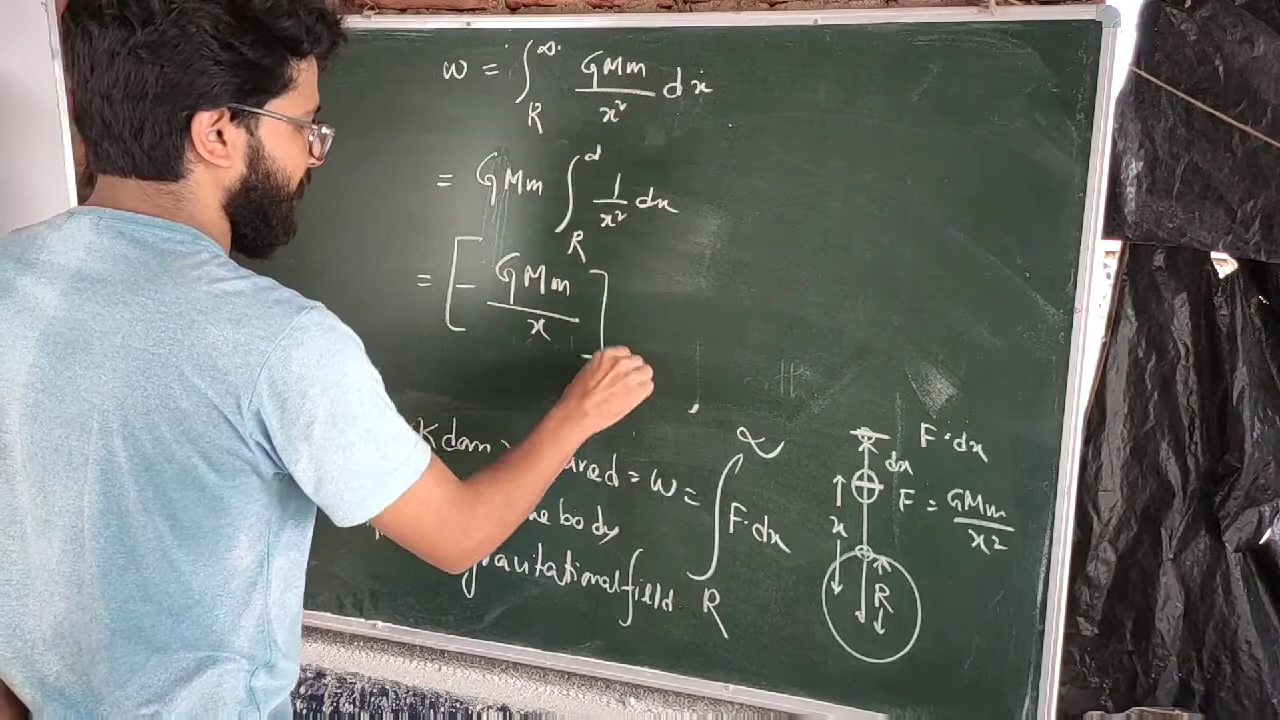 w = ∫_R^∞ GMm/x² dx
= GMm ∫_R^α 1/x² dx
= [- GMm/x]
= w = ∫_R^α F·dx
body
gravitational field
F·dx
dx
F = GMm/x²
x
R